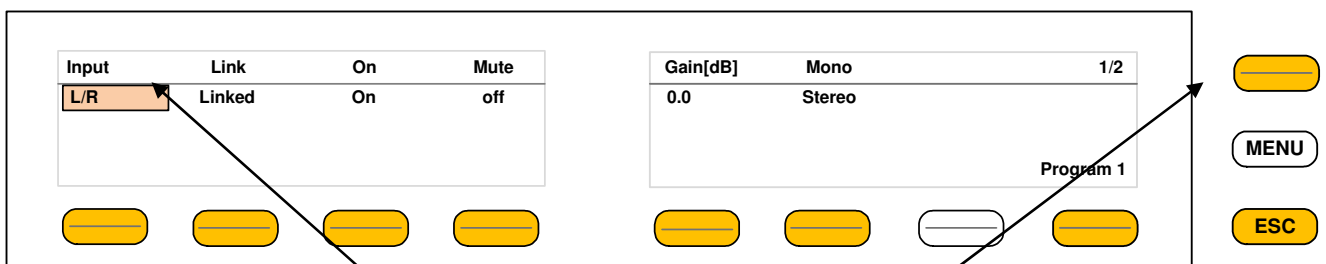 Input Link On Mute
L/R Linked On off
Gain[dB] Mono 1/2
0.0 Stereo
Program 1
MENU
ESC